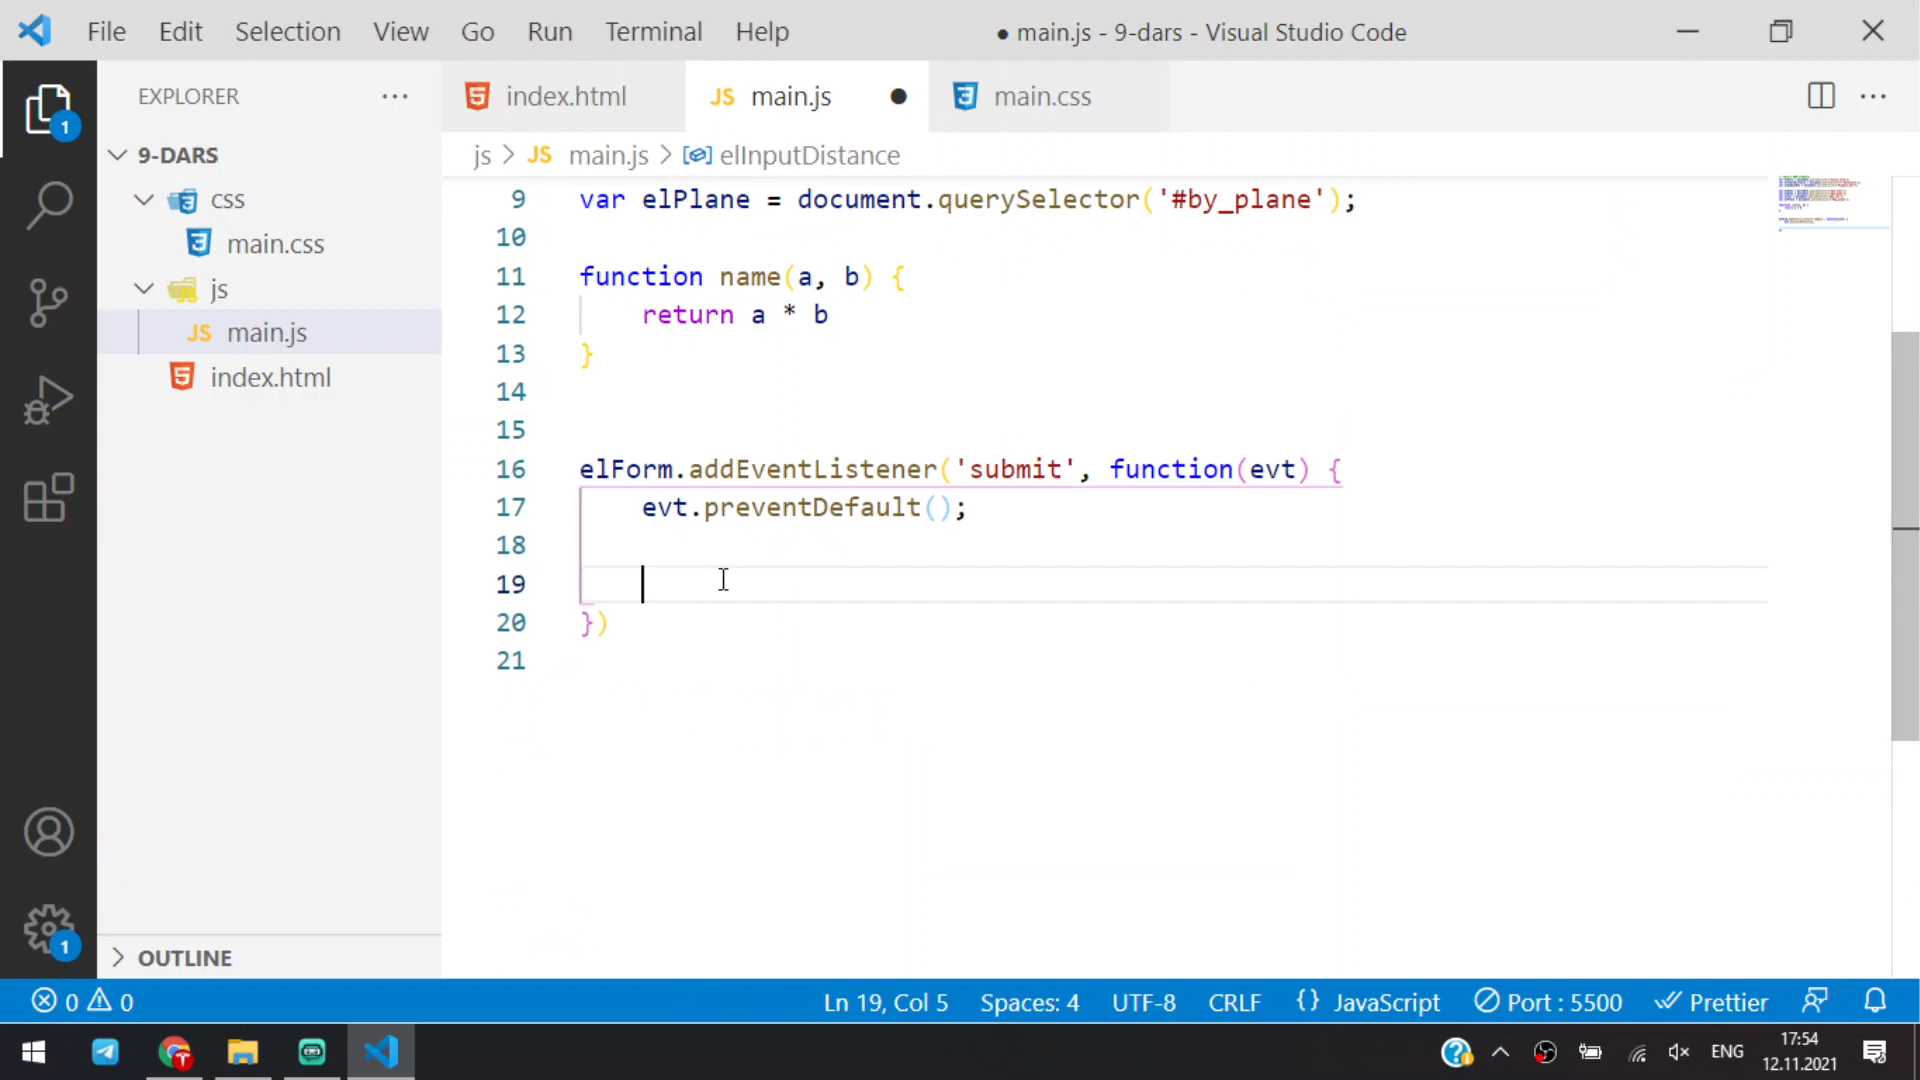 File Edit Selection View Go Run Terminal Help ● main.js - 9-dars - Visual Studio Code
EXPLORER ···
index.html
JS main.js ●
main.css
1
9-DARS
js > JS main.js > elInputDistance
css
main.css
js
JS main.js
index.html
9 var elPlane = document.querySelector('#by_plane');
10
11 function name(a, b) {
12 return a * b
13 }
14
15
16 elForm.addEventListener('submit', function(evt) {
17 evt.preventDefault();
18
19
20 })
21
1
OUTLINE
0 0 Ln 19, Col 5 Spaces: 4 UTF-8 CRLF {} JavaScript Port : 5500 Prettier
ENG 17:54
12.11.2021